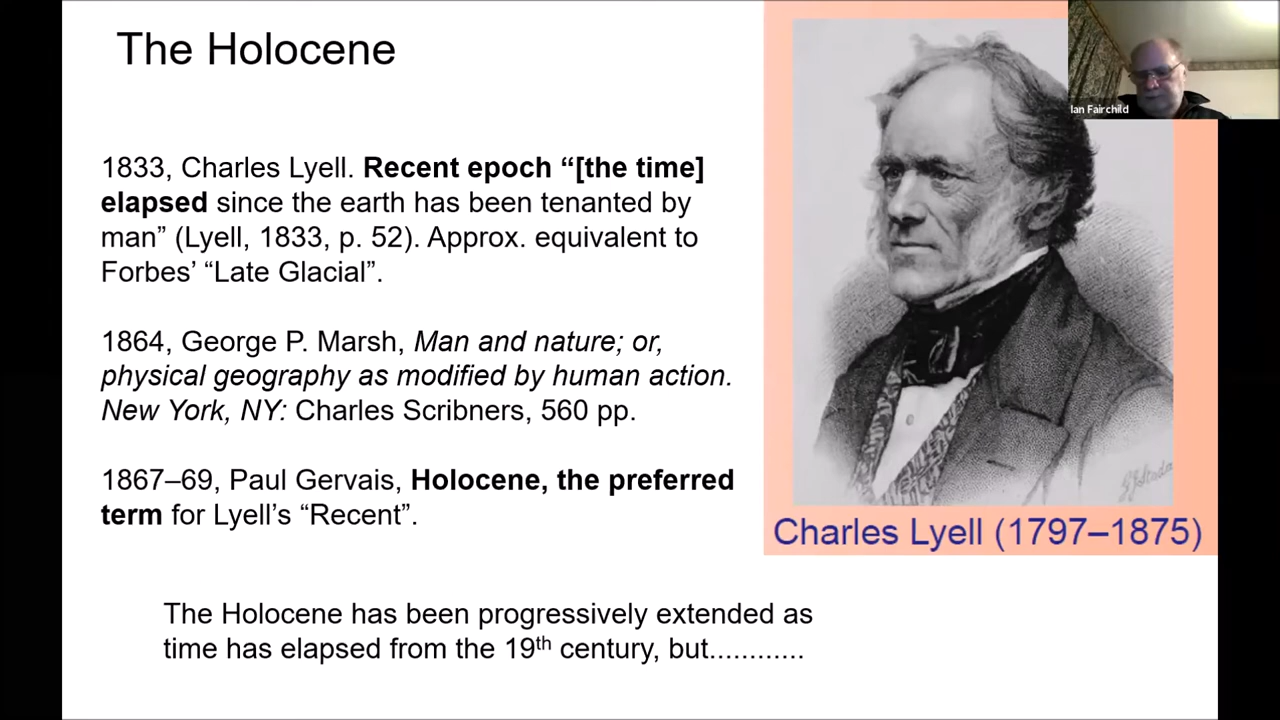 The Holocene
Ian Fairchild
1833, Charles Lyell. Recent epoch “[the time]
elapsed since the earth has been tenanted by
man” (Lyell, 1833, p. 52). Approx. equivalent to
Forbes’ “Late Glacial”.
1864, George P. Marsh, Man and nature; or,
physical geography as modified by human action.
New York, NY: Charles Scribners, 560 pp.
1867–69, Paul Gervais, Holocene, the preferred
term for Lyell’s “Recent”.
Charles Lyell (1797–1875)
The Holocene has been progressively extended as
time has elapsed from the 19th century, but............